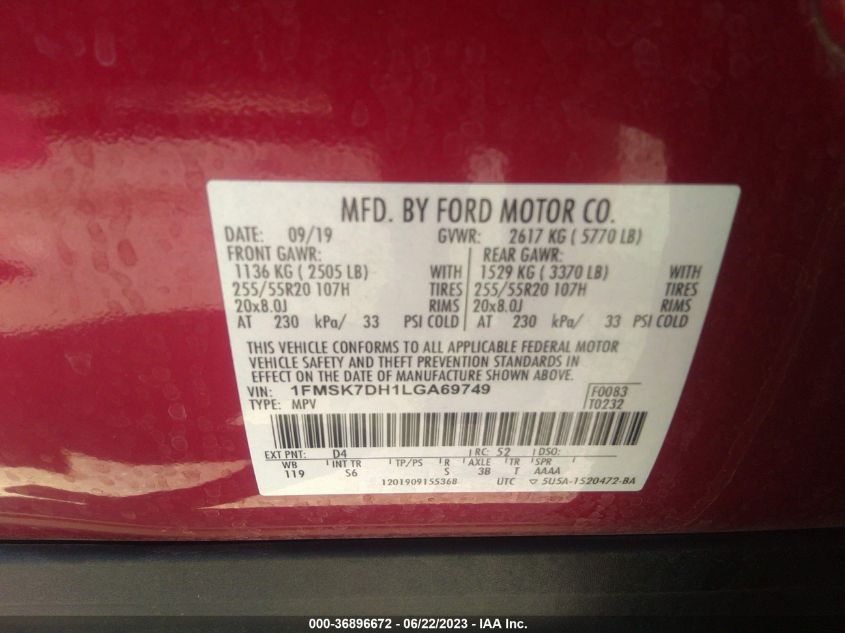 MFD. BY FORD MOTOR CO.
DATE: 09/19 GVWR: 2617 KG ( 5770 LB)
FRONT GAWR: REAR GAWR:
1136 KG ( 2505 LB) WITH 1529 KG ( 3370 LB) WITH
255/55R20 107H TIRES 255/55R20 107H TIRES
20x8.0J RIMS 20x8.0J RIMS
AT 230 kPa/ 33 PSI COLD AT 230 kPa/ 33 PSI COLD
THIS VEHICLE CONFORMS TO ALL APPLICABLE FEDERAL MOTOR
VEHICLE SAFETY AND THEFT PREVENTION STANDARDS IN
EFFECT ON THE DATE OF MANUFACTURE SHOWN ABOVE.
VIN: 1FMSK7DH1LGA69749 F0083
TYPE: MPV T0232
EXT PNT: D4 RC: 52 DSO:
WB INT TR TP/PS R AXLE TR SPR
119 S6 S 3B T AAAA
1201909155368 UTC ▽ 5USA-1520472-BA
000-36896672 / 06/22/2023 / IAA Inc.